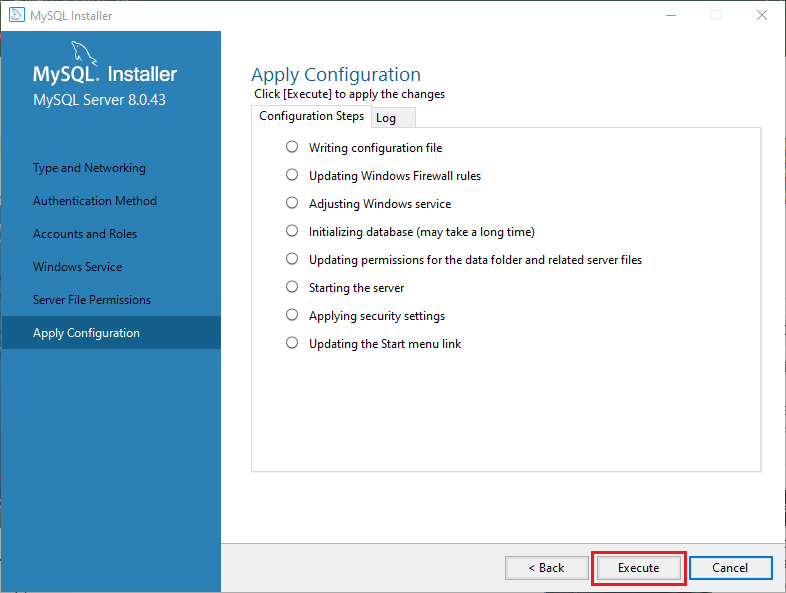 MySQL Installer
MySQL. Installer
MySQL Server 8.0.43
Type and Networking
Authentication Method
Accounts and Roles
Windows Service
Server File Permissions
Apply Configuration
Apply Configuration
Click [Execute] to apply the changes
Configuration Steps Log
Writing configuration file
Updating Windows Firewall rules
Adjusting Windows service
Initializing database (may take a long time)
Updating permissions for the data folder and related server files
Starting the server
Applying security settings
Updating the Start menu link
< Back Execute Cancel